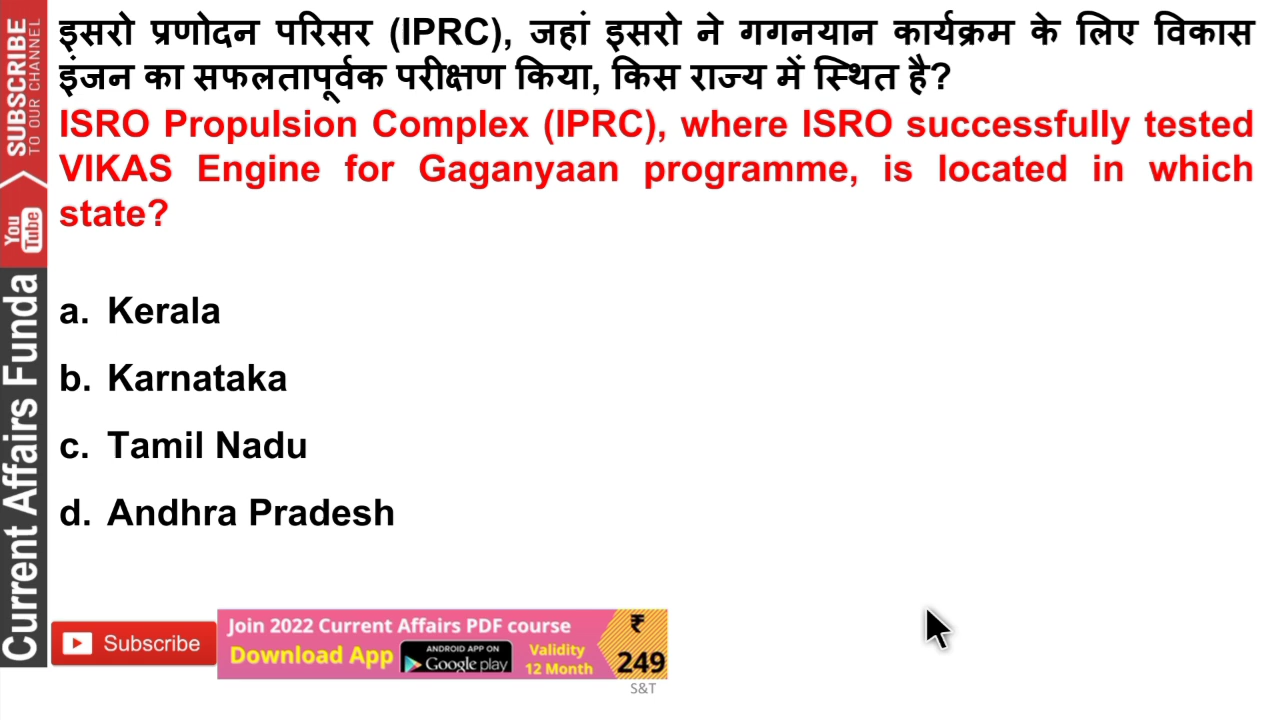 इसरो प्रणोदन परिसर (IPRC), जहां इसरो ने गगनयान कार्यक्रम के लिए विकास
इंजन का सफलतापूर्वक परीक्षण किया, किस राज्य में स्थित है?
ISRO Propulsion Complex (IPRC), where ISRO successfully tested
VIKAS Engine for Gaganyaan programme, is located in which
state?
a. Kerala
b. Karnataka
c. Tamil Nadu
d. Andhra Pradesh
SUBSCRIBE
TO OUR CHANNEL
You
Tube
Current Affairs Funda
Subscribe
Join 2022 Current Affairs PDF course
Download App
ANDROID APP ON
Google play
Validity
12 Month
₹
249
S&T